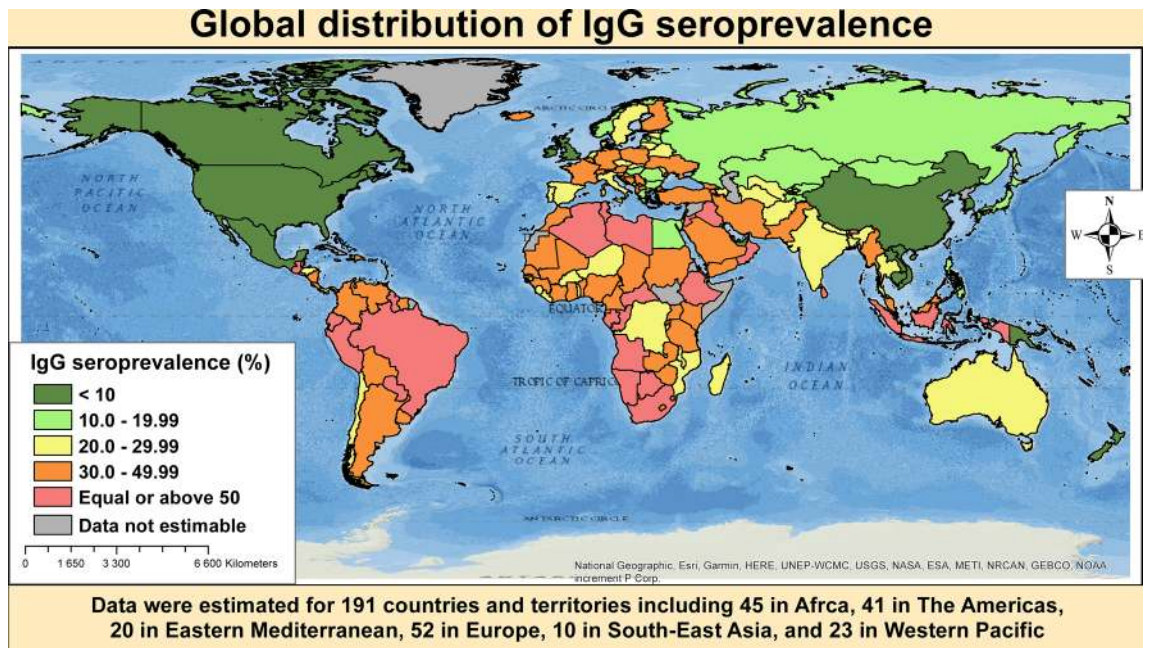 Global distribution of IgG seroprevalence
ARCTIC CIRCLE
NORTH
PACIFIC
OCEAN
NORTH
ATLANTIC
OCEAN
N
W
E
S
EQUATOR
INDIAN
OCEAN
TROPIC OF CAPRIC
SOUTH
ATLANTIC
OCEAN
ANTARCTIC CIRCLE
IgG seroprevalence (%)
< 10
10.0 - 19.99
20.0 - 29.99
30.0 - 49.99
Equal or above 50
Data not estimable
0 1 650 3 300 6 600 Kilometers
National Geographic, Esri, Garmin, HERE, UNEP-WCMC, USGS, NASA, ESA, METI, NRCAN, GEBCO, NOAA
increment P Corp.
Data were estimated for 191 countries and territories including 45 in Afrca, 41 in The Americas,
20 in Eastern Mediterranean, 52 in Europe, 10 in South-East Asia, and 23 in Western Pacific